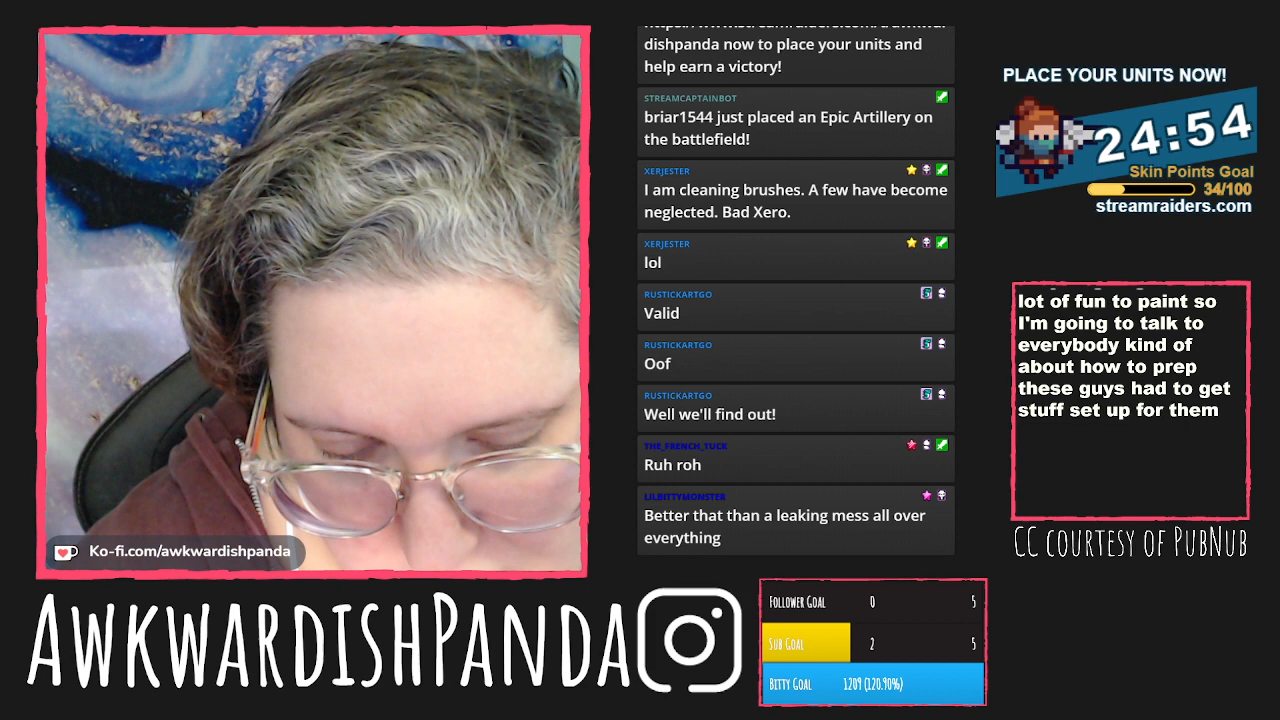 dishpanda now to place your units and
help earn a victory!
STREAMCAPTAINBOT
briar1544 just placed an Epic Artillery on
the battlefield!
XERJESTER
I am cleaning brushes. A few have become
neglected. Bad Xero.
XERJESTER
lol
RUSTICKARTGO
Valid
RUSTICKARTGO
Oof
RUSTICKARTGO
Well we'll find out!
THE_FRENCH_TUCK
Ruh roh
LILBITTYMONSTER
Better that than a leaking mess all over
everything
PLACE YOUR UNITS NOW!
24:54
Skin Points Goal
34/100
streamraiders.com
lot of fun to paint so
I'm going to talk to
everybody kind of
about how to prep
these guys had to get
stuff set up for them
CC COURTESY OF PUBNUB
Ko-fi.com/awkwardishpanda
AWKWARDISHPANDA
FOLLOWER GOAL 0 5
SUB GOAL 2 5
BITTY GOAL 1209 (120.90%)